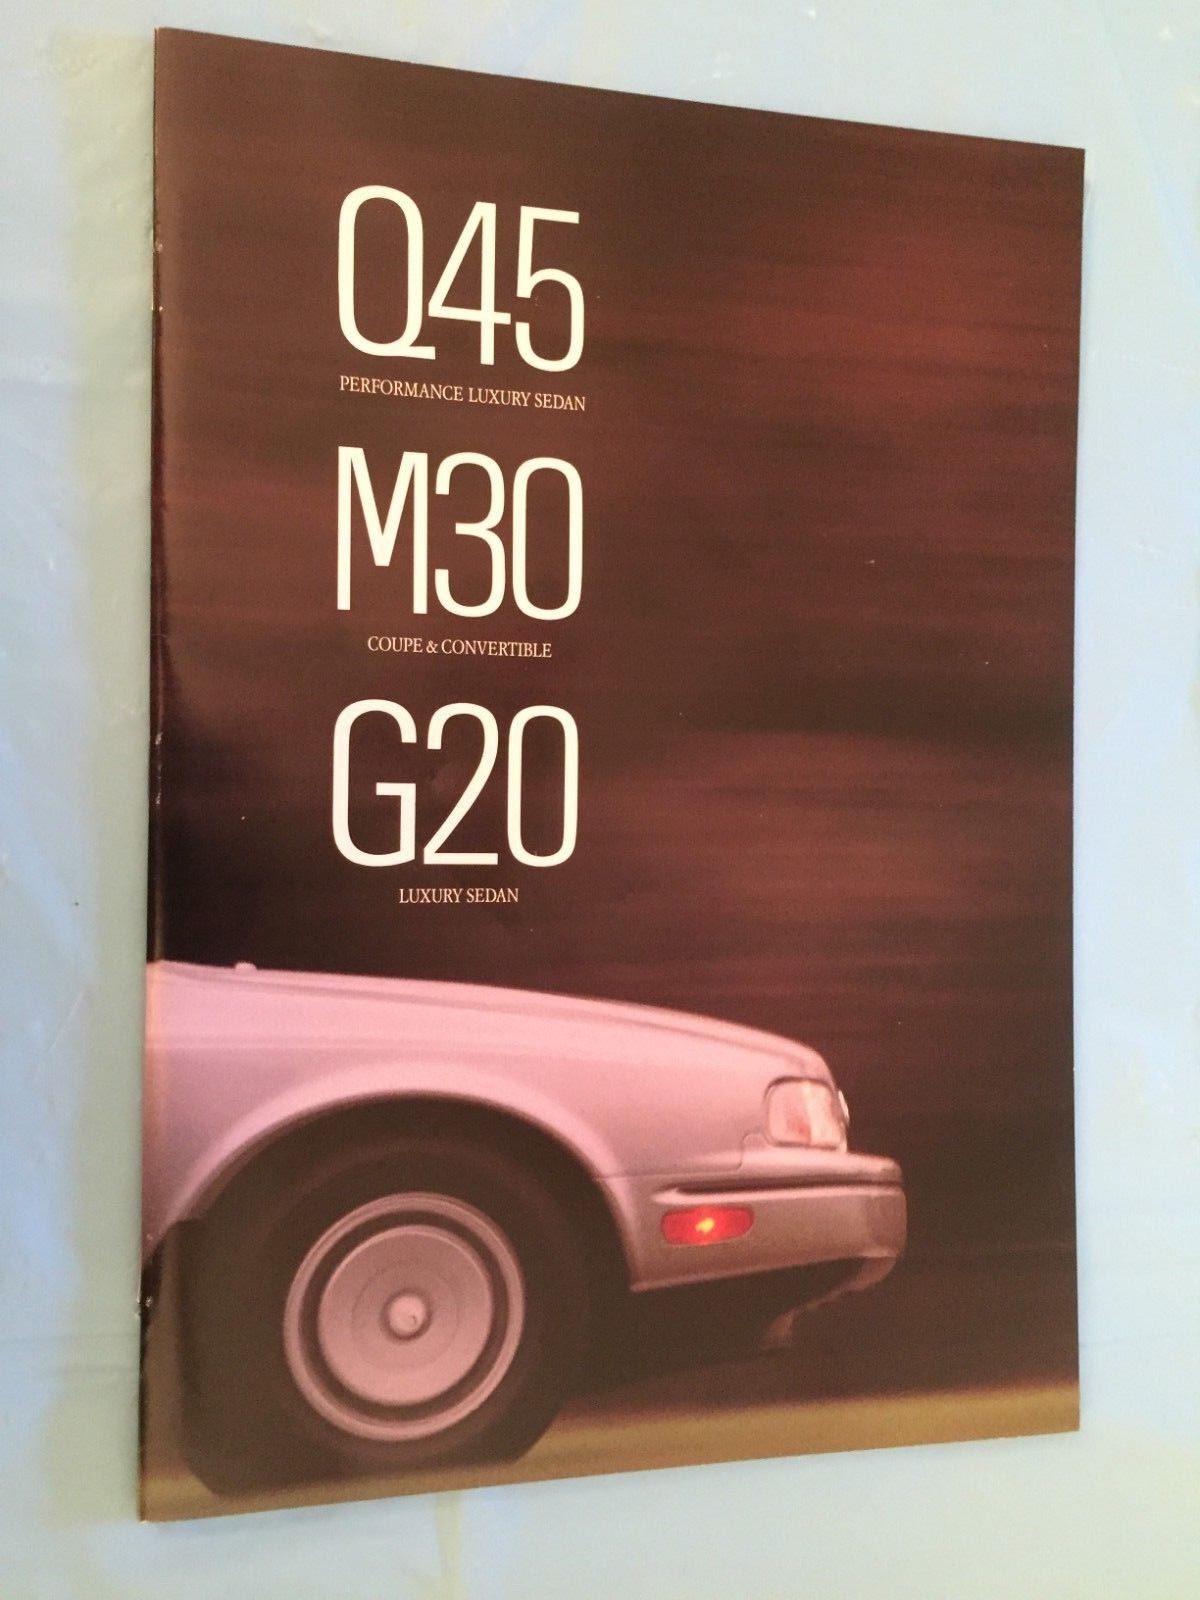 Q45
PERFORMANCE LUXURY SEDAN
M30
COUPE & CONVERTIBLE
G20
LUXURY SEDAN